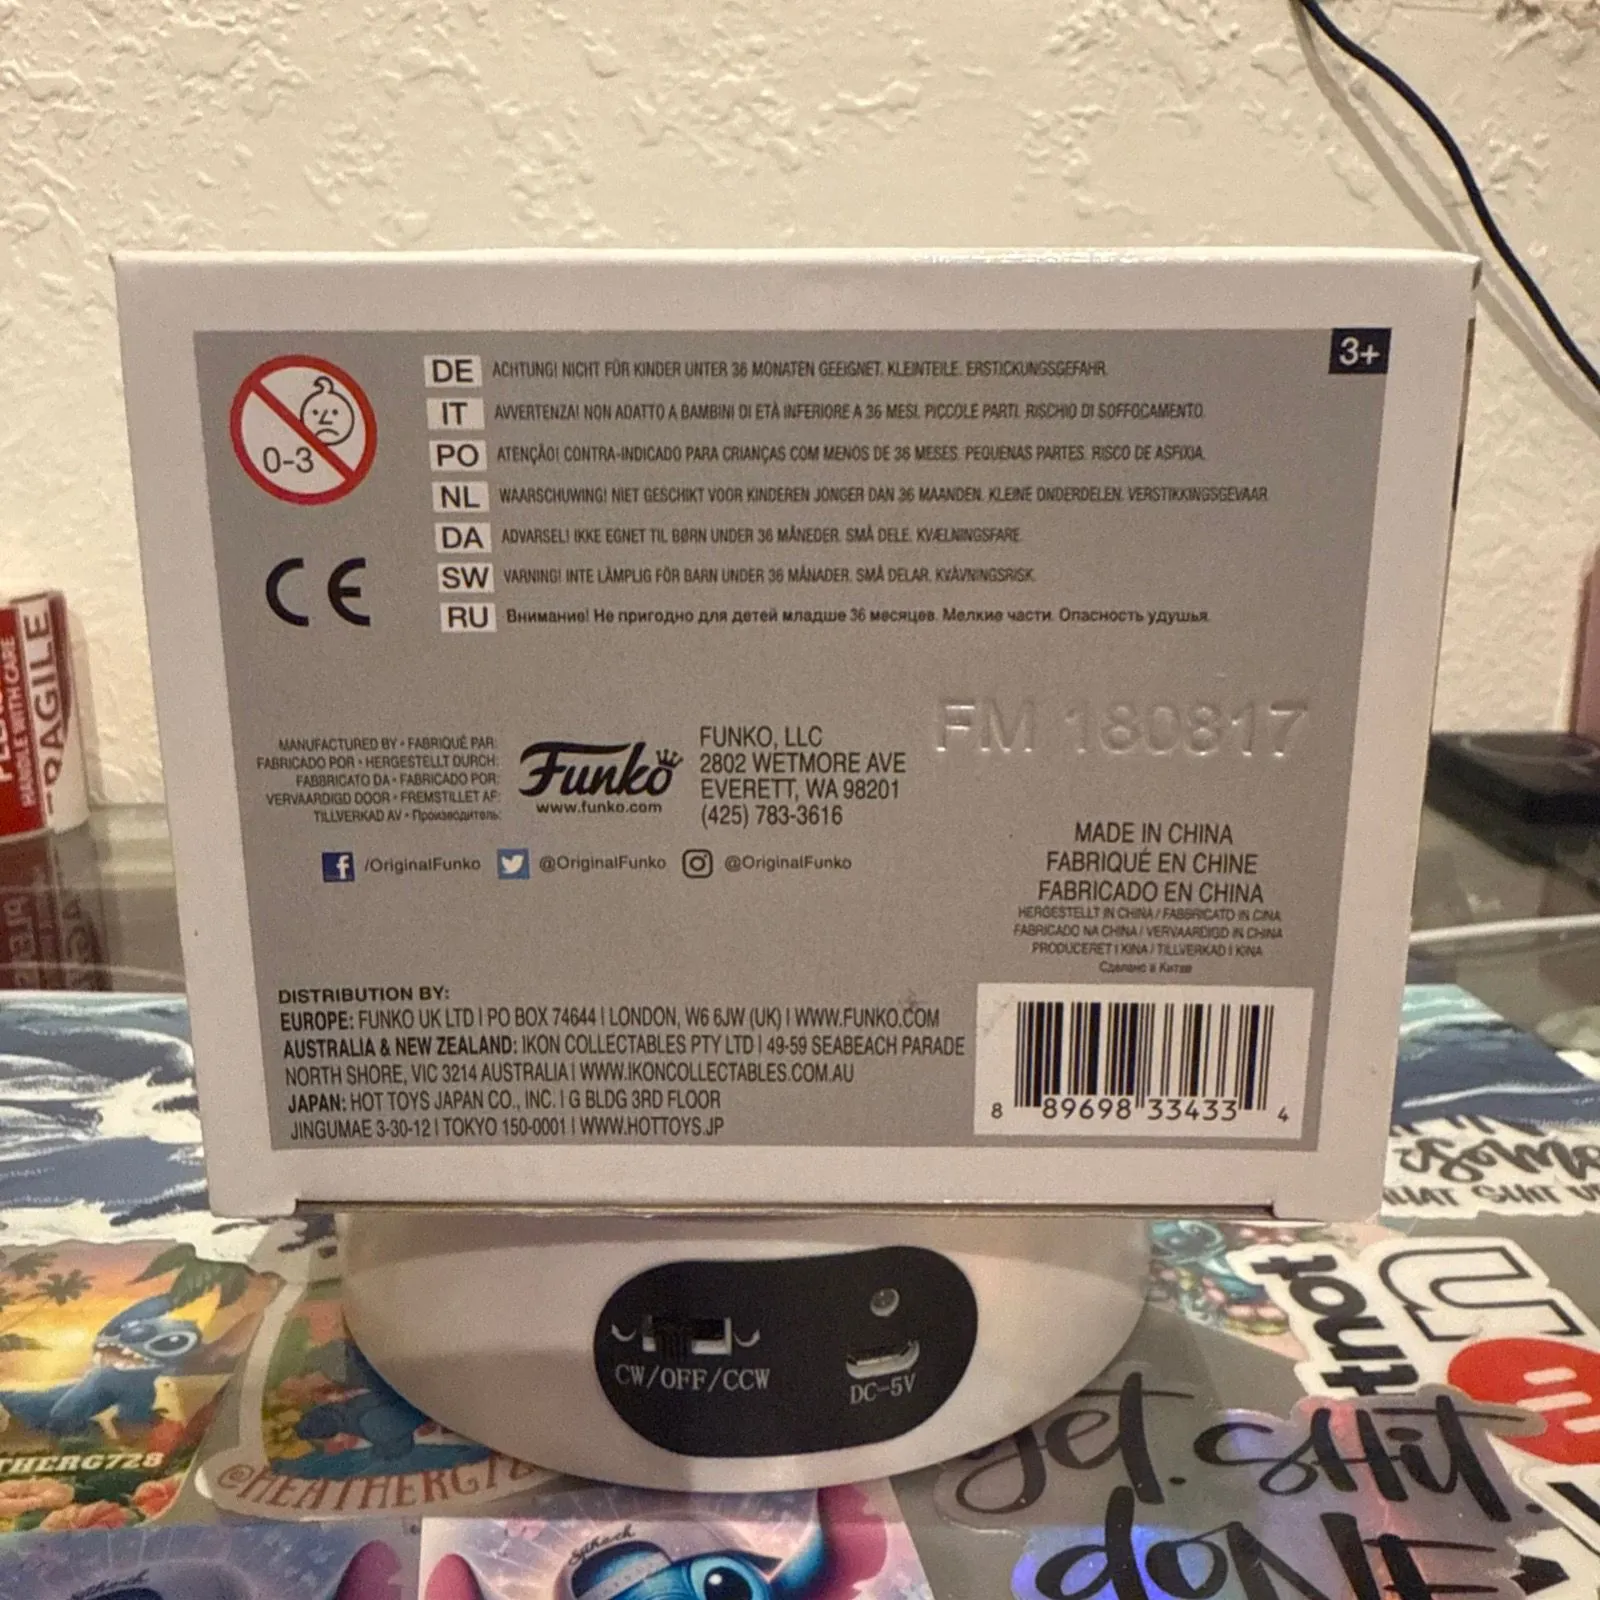 3+
0-3
DE ACHTUNG! NICHT FÜR KINDER UNTER 36 MONATEN GEEIGNET. KLEINTEILE. ERSTICKUNGSGEFAHR.
IT AVVERTENZA! NON ADATTO A BAMBINI DI ETÀ INFERIORE A 36 MESI. PICCOLE PARTI. RISCHIO DI SOFFOCAMENTO.
PO ATENÇÃO! CONTRA-INDICADO PARA CRIANÇAS COM MENOS DE 36 MESES. PEQUENAS PARTES. RISCO DE ASFIXIA.
NL WAARSCHUWING! NIET GESCHIKT VOOR KINDEREN JONGER DAN 36 MAANDEN. KLEINE ONDERDELEN. VERSTIKKINGSGEVAAR.
DA ADVARSEL! IKKE EGNET TIL BØRN UNDER 36 MÅNEDER. SMÅ DELE. KVÆLNINGSFARE.
SW VARNING! INTE LÄMPLIG FÖR BARN UNDER 36 MÅNADER. SMÅ DELAR. KVÄVNINGSRISK.
RU Внимание! Не пригодно для детей младше 36 месяцев. Мелкие части. Опасность удушья.
CE
FM 180817
MANUFACTURED BY • FABRIQUÉ PAR:
FABRICADO POR • HERGESTELLT DURCH:
FABBRICATO DA • FABRICADO POR:
VERVAARDIGD DOOR • FREMSTILLET AF:
TILLVERKAD AV • Производитель:
Funko
www.funko.com
FUNKO, LLC
2802 WETMORE AVE
EVERETT, WA 98201
(425) 783-3616
f /OriginalFunko @OriginalFunko @OriginalFunko
MADE IN CHINA
FABRIQUÉ EN CHINE
FABRICADO EN CHINA
HERGESTELLT IN CHINA / FABBRICATO IN CINA
FABRICADO NA CHINA / VERVAARDIGD IN CHINA
PRODUCERET I KINA / TILLVERKAD I KINA
Сделано в Китае
DISTRIBUTION BY:
EUROPE: FUNKO UK LTD | PO BOX 74644 | LONDON, W6 6JW (UK) | WWW.FUNKO.COM
AUSTRALIA & NEW ZEALAND: IKON COLLECTABLES PTY LTD | 49-59 SEABEACH PARADE
NORTH SHORE, VIC 3214 AUSTRALIA | WWW.IKONCOLLECTABLES.COM.AU
JAPAN: HOT TOYS JAPAN CO., INC. | G BLDG 3RD FLOOR
JINGUMAE 3-30-12 | TOKYO 150-0001 | WWW.HOTTOYS.JP
8 89698 33433 4
CW/OFF/CCW
DC-5V
HANDLE WITH CARE
FRAGILE
THERG728
@HEATHERG72
Stitch
not
get. shit.
DONE